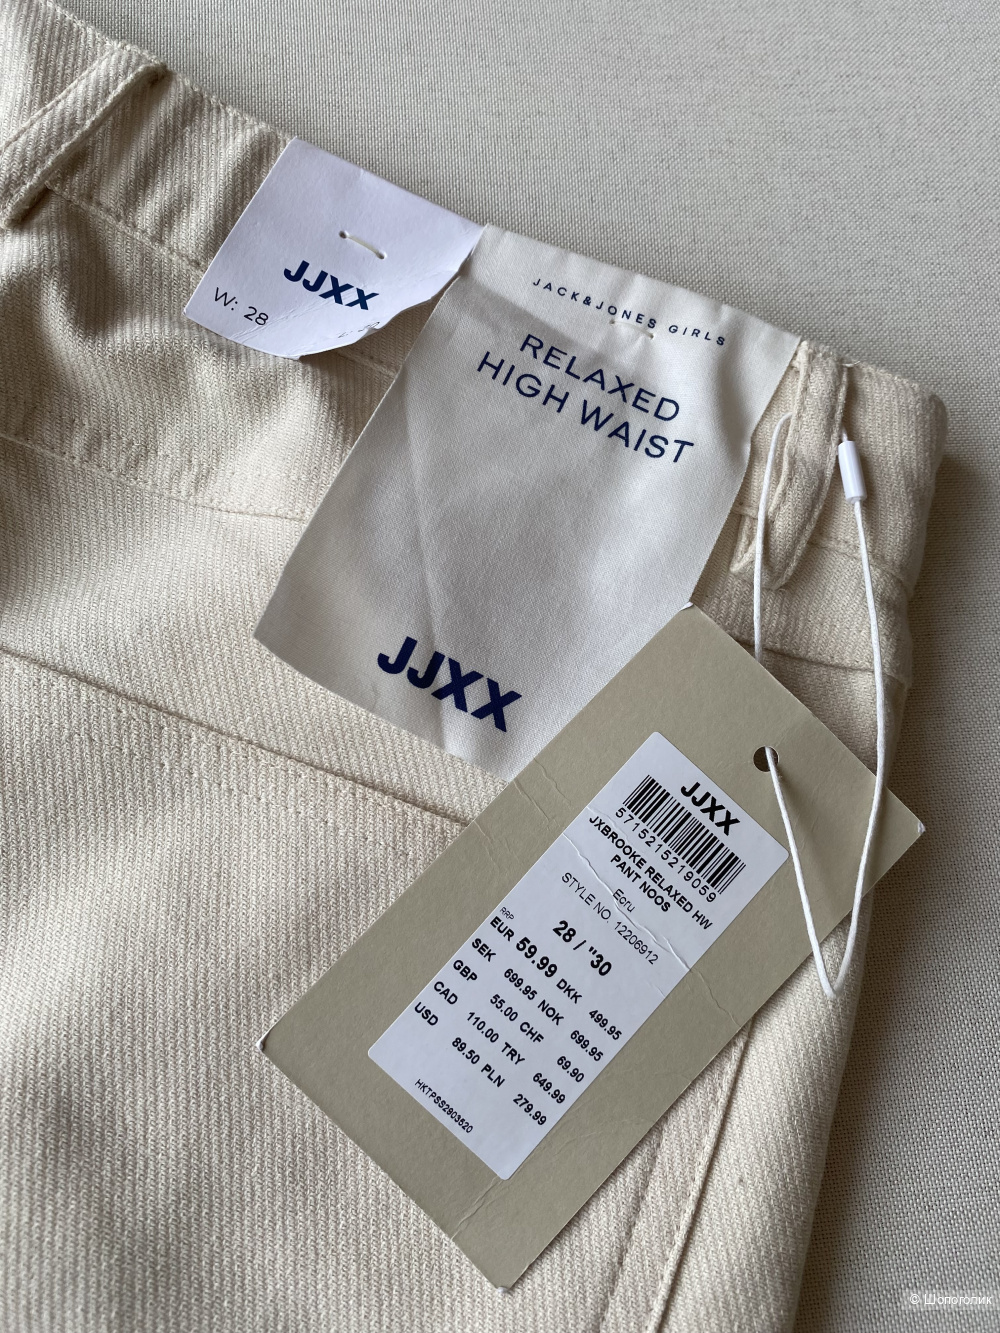 JJXX
W: 28
JACK&JONES GIRLS
RELAXED
HIGH WAIST
JJXX
JJXX
5715215219059
JXBROOKE RELAXED HW
PANT NOOS
Ecru
STYLE NO. 12206912
28 / "30
RRP
EUR 59.99 DKK 499.95
SEK 699.95 NOK 699.95
GBP 55.00 CHF 69.90
CAD 110.00 TRY 649.99
USD 89.50 PLN 279.99
HKTPSS2903520
© Шопоголик